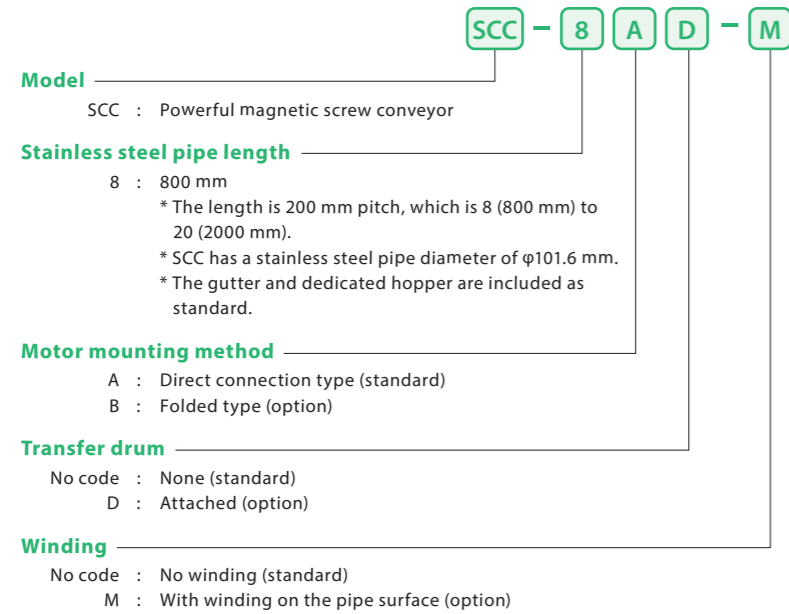 SCC - 8 A D - M
Model
SCC : Powerful magnetic screw conveyor
Stainless steel pipe length
8 : 800 mm
* The length is 200 mm pitch, which is 8 (800 mm) to
20 (2000 mm).
* SCC has a stainless steel pipe diameter of φ101.6 mm.
* The gutter and dedicated hopper are included as
standard.
Motor mounting method
A : Direct connection type (standard)
B : Folded type (option)
Transfer drum
No code : None (standard)
D : Attached (option)
Winding
No code : No winding (standard)
M : With winding on the pipe surface (option)